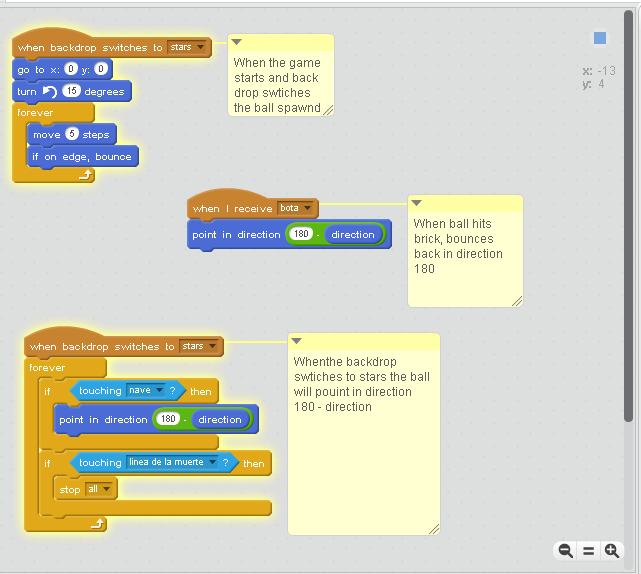 when backdrop switches to stars
go to x: 0 y: 0
turn 15 degrees
forever
move 5 steps
if on edge, bounce
When the game
starts and back
drop swtiches
the ball spawnd
x: -13
y: 4
when I receive bota
point in direction 180 - direction
When ball hits
brick, bounces
back in direction
180
when backdrop switches to stars
forever
if touching nave ? then
point in direction 180 - direction
if touching linea de la muerte ? then
stop all
Whenthe backdrop
swtiches to stars the ball
will pouint in direction
180 - direction